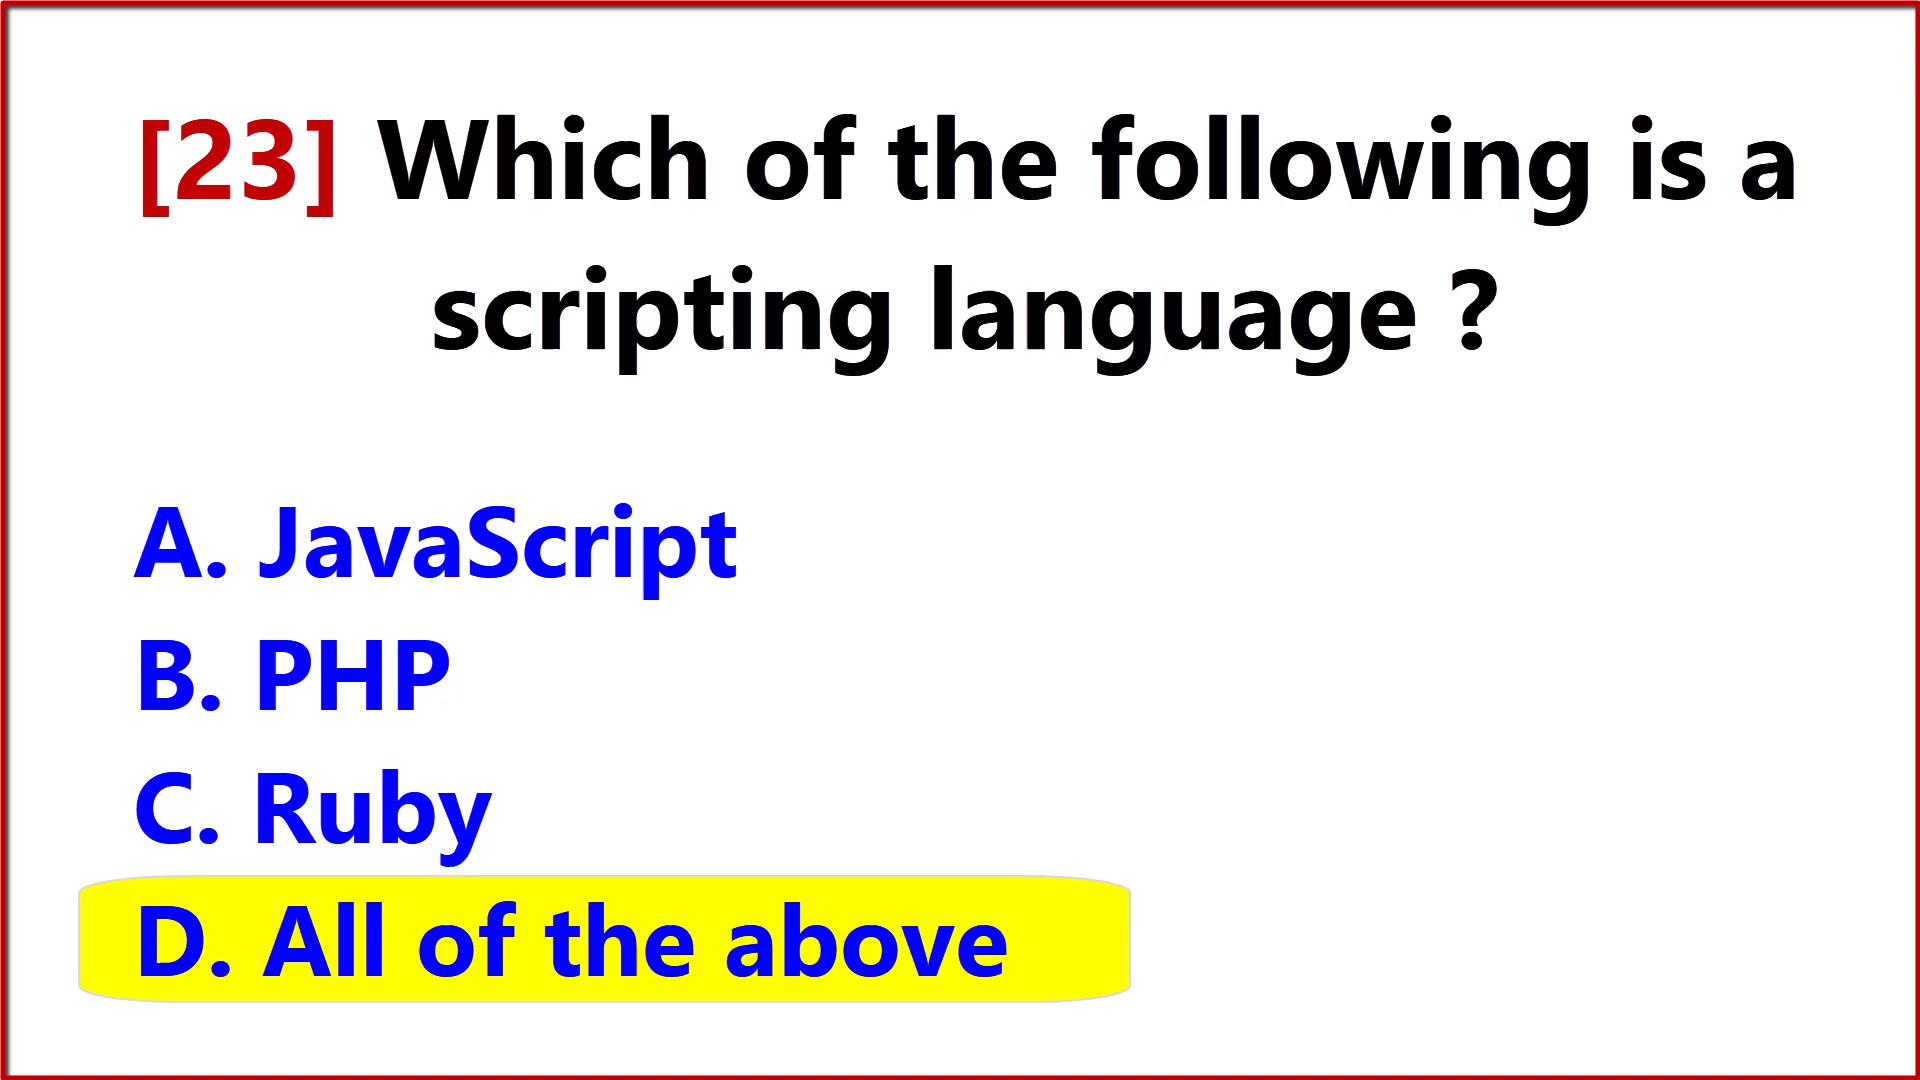 [23] Which of the following is a
scripting language ?
A. JavaScript
B. PHP
C. Ruby
D. All of the above